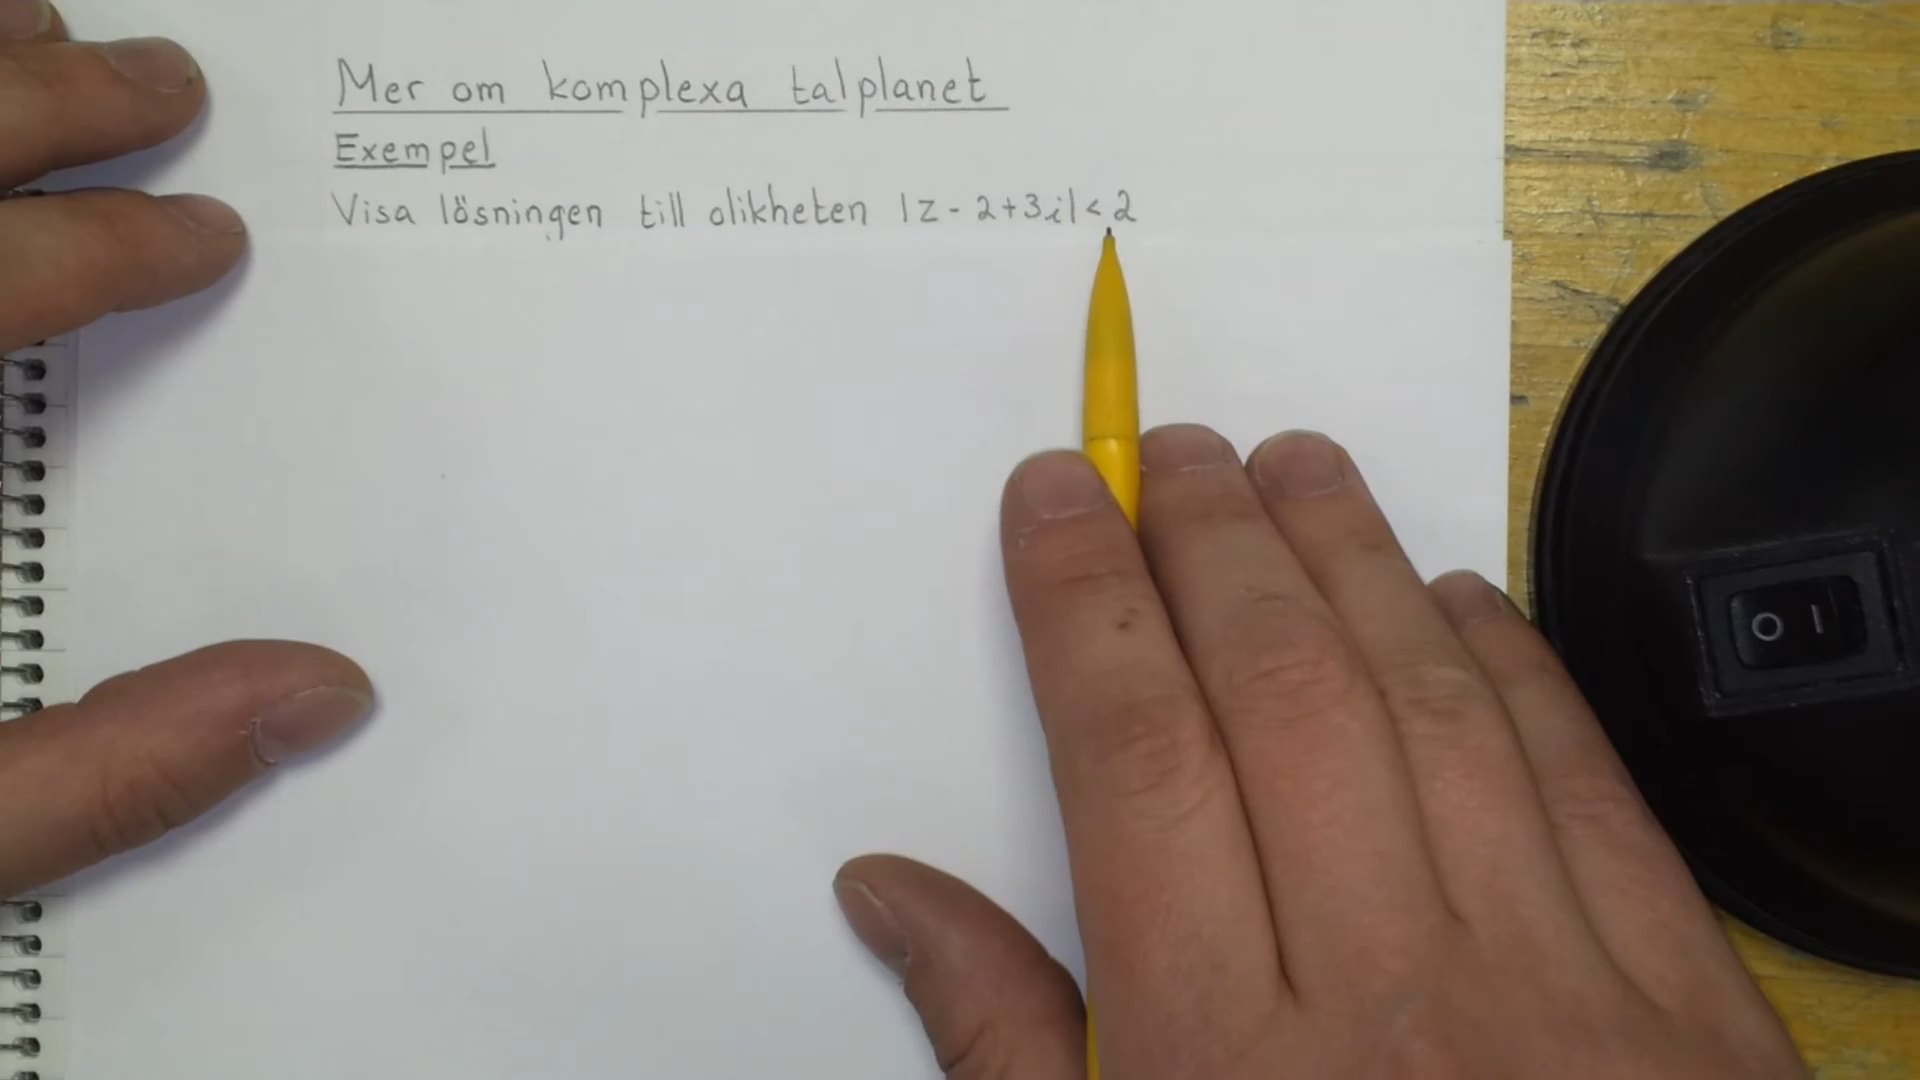 Mer om komplexa talplanet
Exempel
Visa lösningen till olikheten |z-2+3i|<2